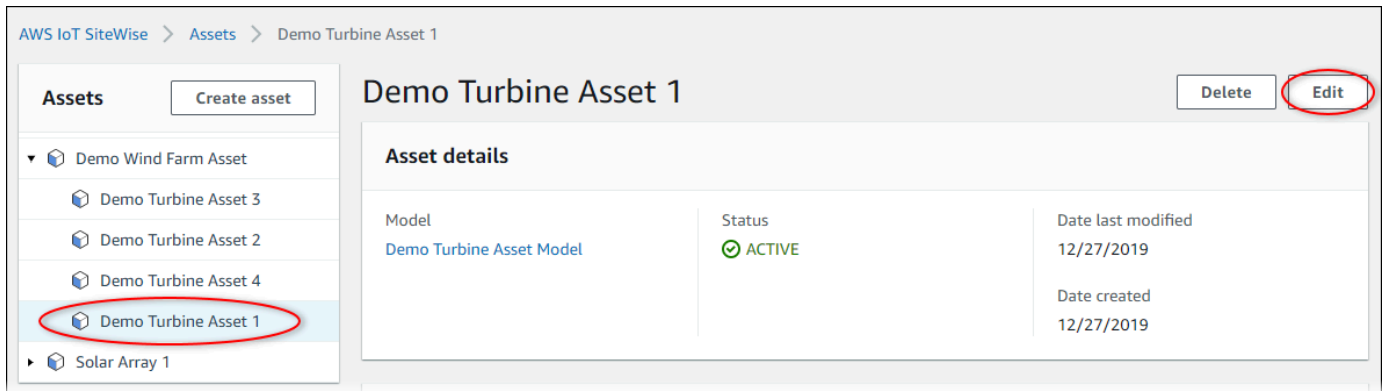 AWS IoT SiteWise > Assets > Demo Turbine Asset 1
Assets
Create asset
Demo Wind Farm Asset
Demo Turbine Asset 3
Demo Turbine Asset 2
Demo Turbine Asset 4
Demo Turbine Asset 1
Solar Array 1
Demo Turbine Asset 1
Delete
Edit
Asset details
Model
Demo Turbine Asset Model
Status
ACTIVE
Date last modified
12/27/2019
Date created
12/27/2019